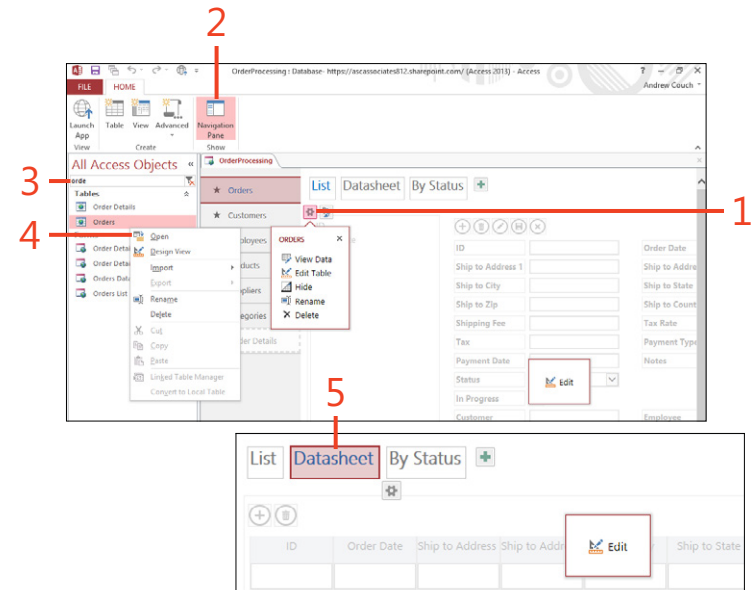 2
OrderProcessing : Database- https://ascassociates812.sharepoint.com/ (Access 2013) - Access
?
FILE
HOME
Andrew Couch
Launch App
Table
View
Advanced
Navigation Pane
View
Create
Show
All Access Objects «
OrderProcessing
3
orde
Tables
Order Details
Orders
4
Order Detai
Order Detai
Orders Data
Orders List
Open
Design View
Import
Export
Rename
Delete
Cut
Copy
Paste
Linked Table Manager
Convert to Local Table
Orders
Customers
ployees
ducts
pliers
egories
der Details
List
Datasheet
By Status
1
ORDERS
View Data
Edit Table
Hide
Rename
Delete
ID
Order Date
Ship to Address 1
Ship to Addre
Ship to City
Ship to State
Ship to Zip
Ship to Count
Shipping Fee
Tax Rate
Tax
Payment Type
Payment Date
Notes
Status
Edit
In Progress
Customer
Employee
5
List
Datasheet
By Status
ID
Order Date
Ship to Address
Ship to Addr
Edit
Ship to State